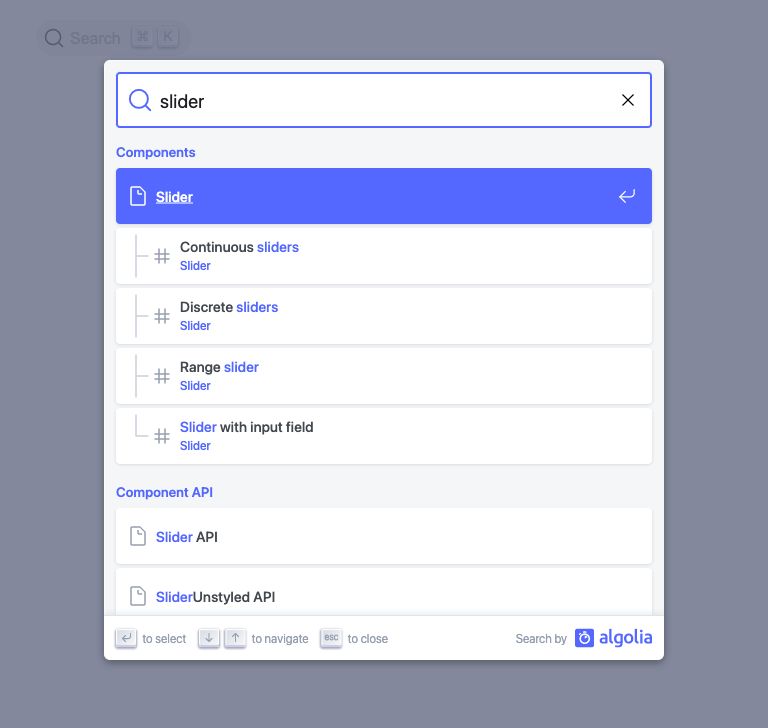 Search ⌘ K
slider
Components
Slider
Continuous sliders
Slider
Discrete sliders
Slider
Range slider
Slider
Slider with input field
Slider
Component API
Slider API
SliderUnstyled API
to select to navigate esc to close Search by algolia